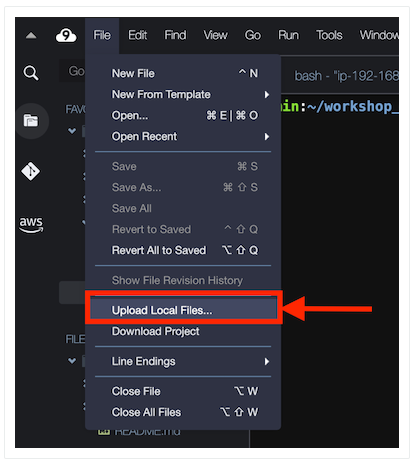 File Edit Find View Go Run Tools Window
Go
bash - "ip-192-168
New File ^ N
New From Template
Open... ⌘ E | ⌘ O
Open Recent
Save ⌘ S
Save As... ⌘ ⇧ S
Save All
Revert to Saved ^ ⇧ Q
Revert All to Saved ⌥ ⇧ Q
Show File Revision History
Upload Local Files...
Download Project
Line Endings
Close File ⌥ W
Close All Files ⌥ ⇧ W
9
FAV
aws
FILE
README.md
in:~/workshop_